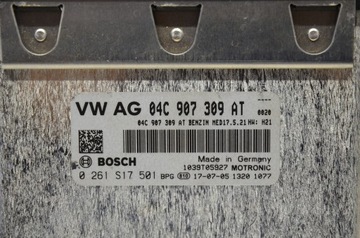 VW AG 04C 907 309 AT 0020
04C 907 309 AT BENZIN MED17.5.21 HW: H21
BOSCH
Made in Germany
1039T05927 MOTRONIC
0 261 S17 501 BPG 17-07-05 1320 1077